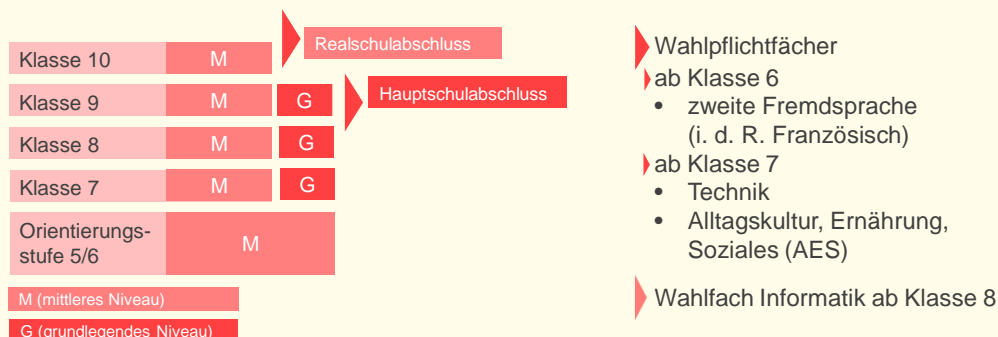 Klasse 10
M
Realschulabschluss
Klasse 9
M
G
Hauptschulabschluss
Klasse 8
M
G
Klasse 7
M
G
Orientierungs-
stufe 5/6
M
M (mittleres Niveau)
G (grundlegendes Niveau)
Wahlpflichtfächer
ab Klasse 6
• zweite Fremdsprache
(i. d. R. Französisch)
ab Klasse 7
• Technik
• Alltagskultur, Ernährung,
Soziales (AES)
Wahlfach Informatik ab Klasse 8